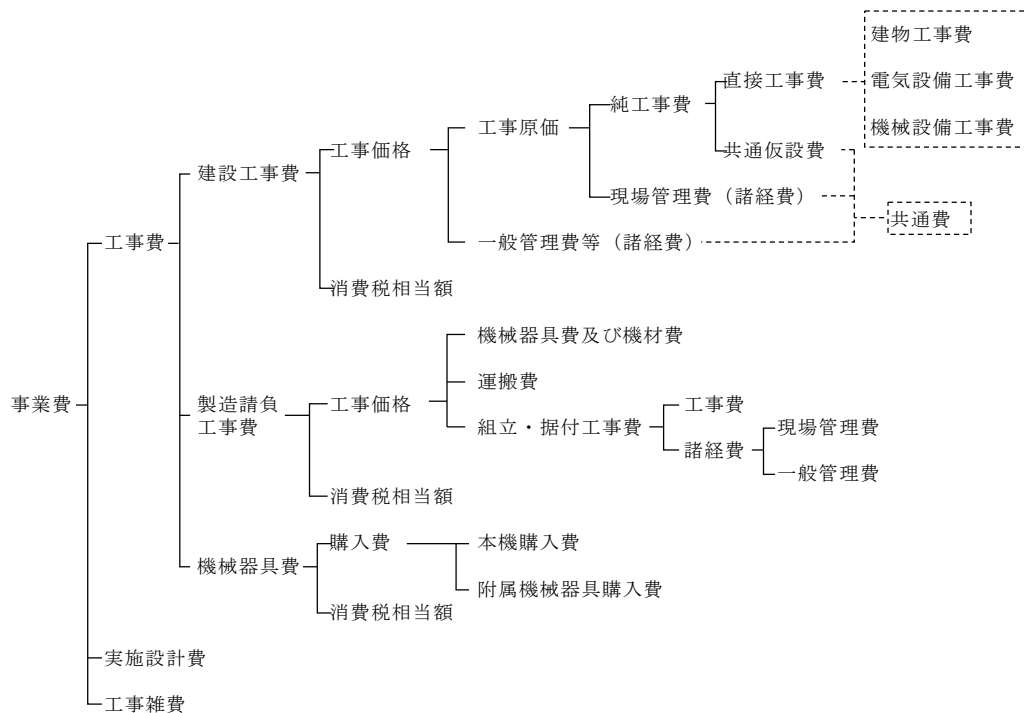 建物工事費
電気設備工事費
機械設備工事費
直接工事費
純工事費
工事原価
工事価格
共通仮設費
建設工事費
現場管理費（諸経費）
共通費
工事費
一般管理費等（諸経費）
消費税相当額
機械器具費及び機材費
運搬費
事業費
製造請負
工事費
工事価格
組立・据付工事費
工事費
諸経費
現場管理費
一般管理費
消費税相当額
購入費
本機購入費
機械器具費
附属機械器具購入費
消費税相当額
実施設計費
工事雑費